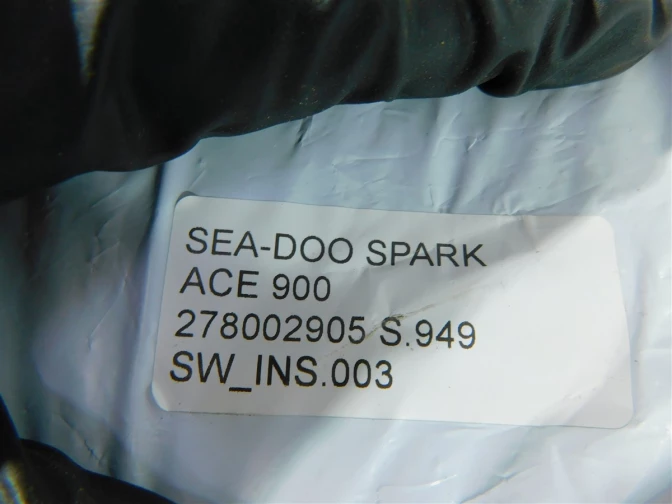 SEA-DOO SPARK
ACE 900
278002905 S.949
SW_INS.003